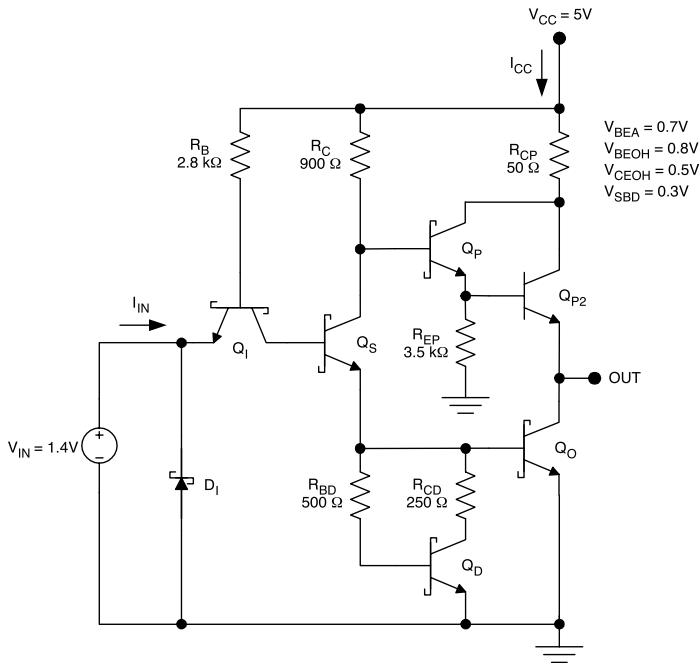 V_CC = 5V
I_CC
R_B
2.8 kΩ
R_C
900 Ω
R_CP
50 Ω
V_BEA = 0.7V
V_BEOH = 0.8V
V_CEOH = 0.5V
V_SBD = 0.3V
Q_P
I_IN
Q_P2
Q_I
Q_S
R_EP
3.5 kΩ
OUT
V_IN = 1.4V
+
−
D_I
R_BD
500 Ω
R_CD
250 Ω
Q_O
Q_D